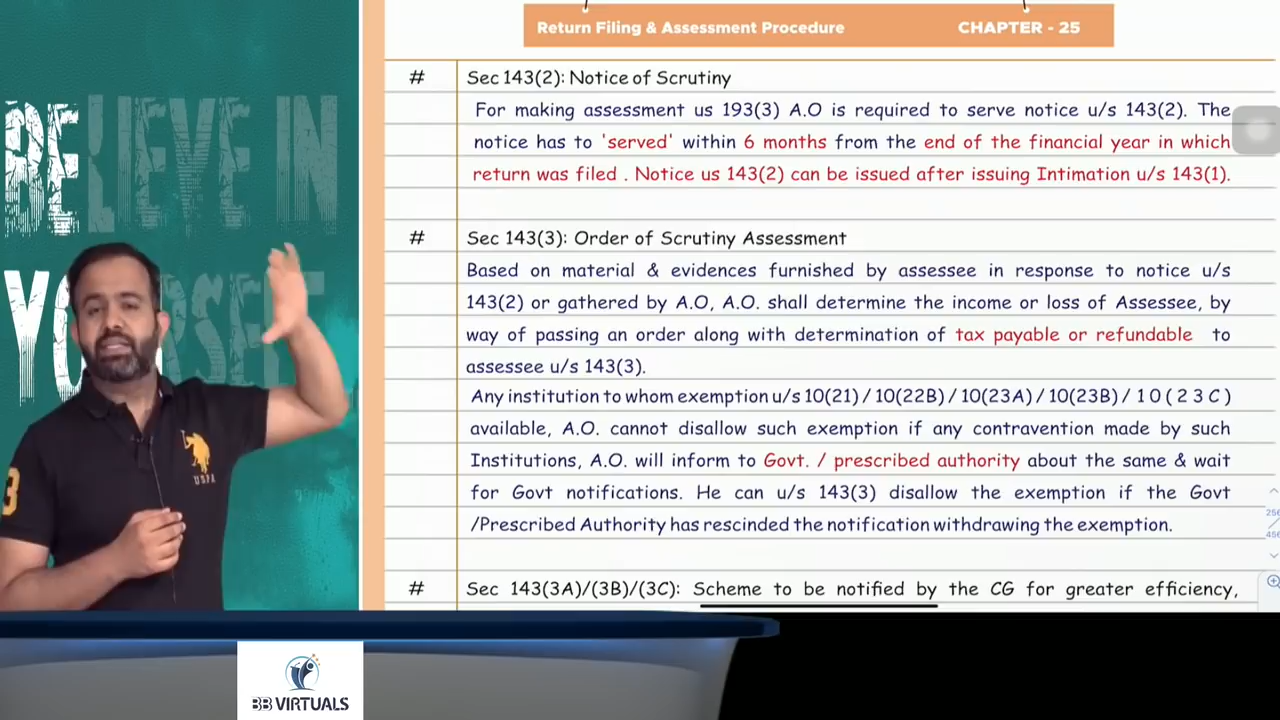 Return Filing & Assessment Procedure CHAPTER - 25
# Sec 143(2): Notice of Scrutiny
For making assessment us 193(3) A.O is required to serve notice u/s 143(2). The
notice has to 'served' within 6 months from the end of the financial year in which
return was filed . Notice us 143(2) can be issued after issuing Intimation u/s 143(1).
# Sec 143(3): Order of Scrutiny Assessment
Based on material & evidences furnished by assessee in response to notice u/s
143(2) or gathered by A.O, A.O. shall determine the income or loss of Assessee, by
way of passing an order along with determination of tax payable or refundable to
assessee u/s 143(3).
Any institution to whom exemption u/s 10(21) / 10(22B) / 10(23A) / 10(23B) / 10(23C)
available, A.O. cannot disallow such exemption if any contravention made by such
Institutions, A.O. will inform to Govt. / prescribed authority about the same & wait
for Govt notifications. He can u/s 143(3) disallow the exemption if the Govt
/Prescribed Authority has rescinded the notification withdrawing the exemption.
# Sec 143(3A)/(3B)/(3C): Scheme to be notified by the CG for greater efficiency,
BELIEVE IN
YOURSELF
USPA
3
BB VIRTUALS